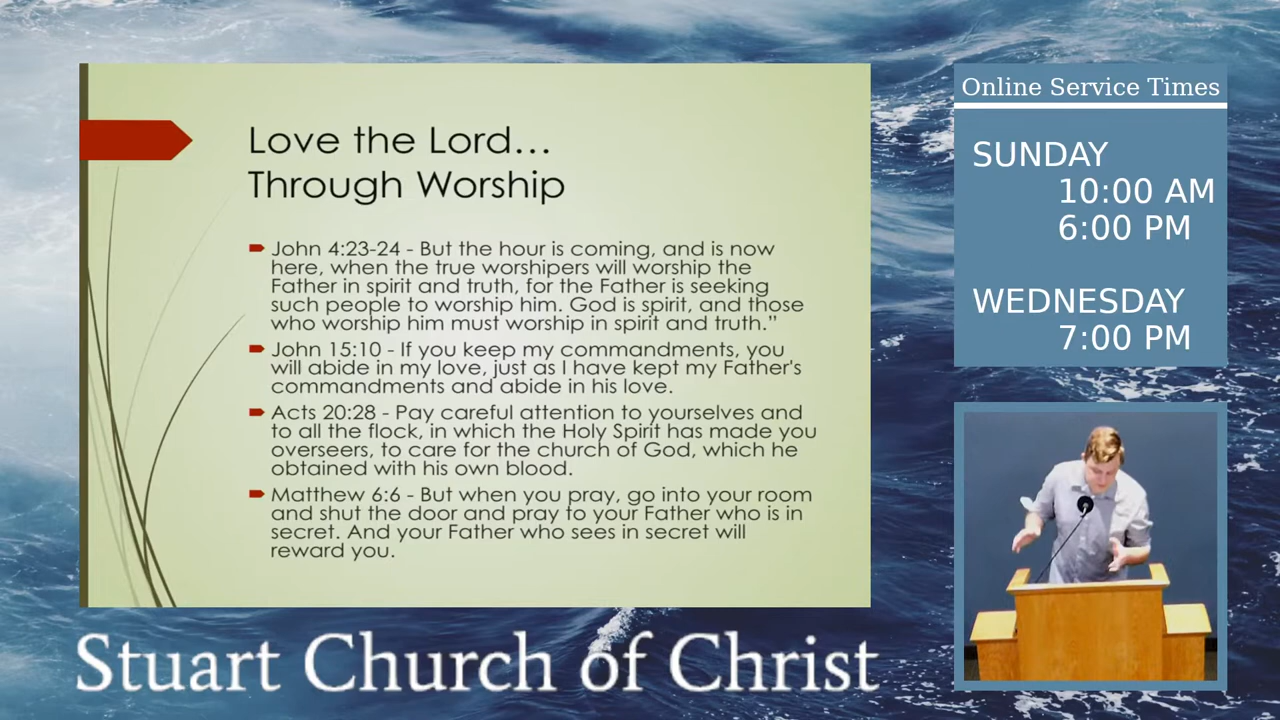 Love the Lord…
Through Worship
John 4:23-24 - But the hour is coming, and is now
here, when the true worshipers will worship the
Father in spirit and truth, for the Father is seeking
such people to worship him. God is spirit, and those
who worship him must worship in spirit and truth.”
John 15:10 - If you keep my commandments, you
will abide in my love, just as I have kept my Father's
commandments and abide in his love.
Acts 20:28 - Pay careful attention to yourselves and
to all the flock, in which the Holy Spirit has made you
overseers, to care for the church of God, which he
obtained with his own blood.
Matthew 6:6 - But when you pray, go into your room
and shut the door and pray to your Father who is in
secret. And your Father who sees in secret will
reward you.
Stuart Church of Christ
Online Service Times
SUNDAY
10:00 AM
6:00 PM
WEDNESDAY
7:00 PM